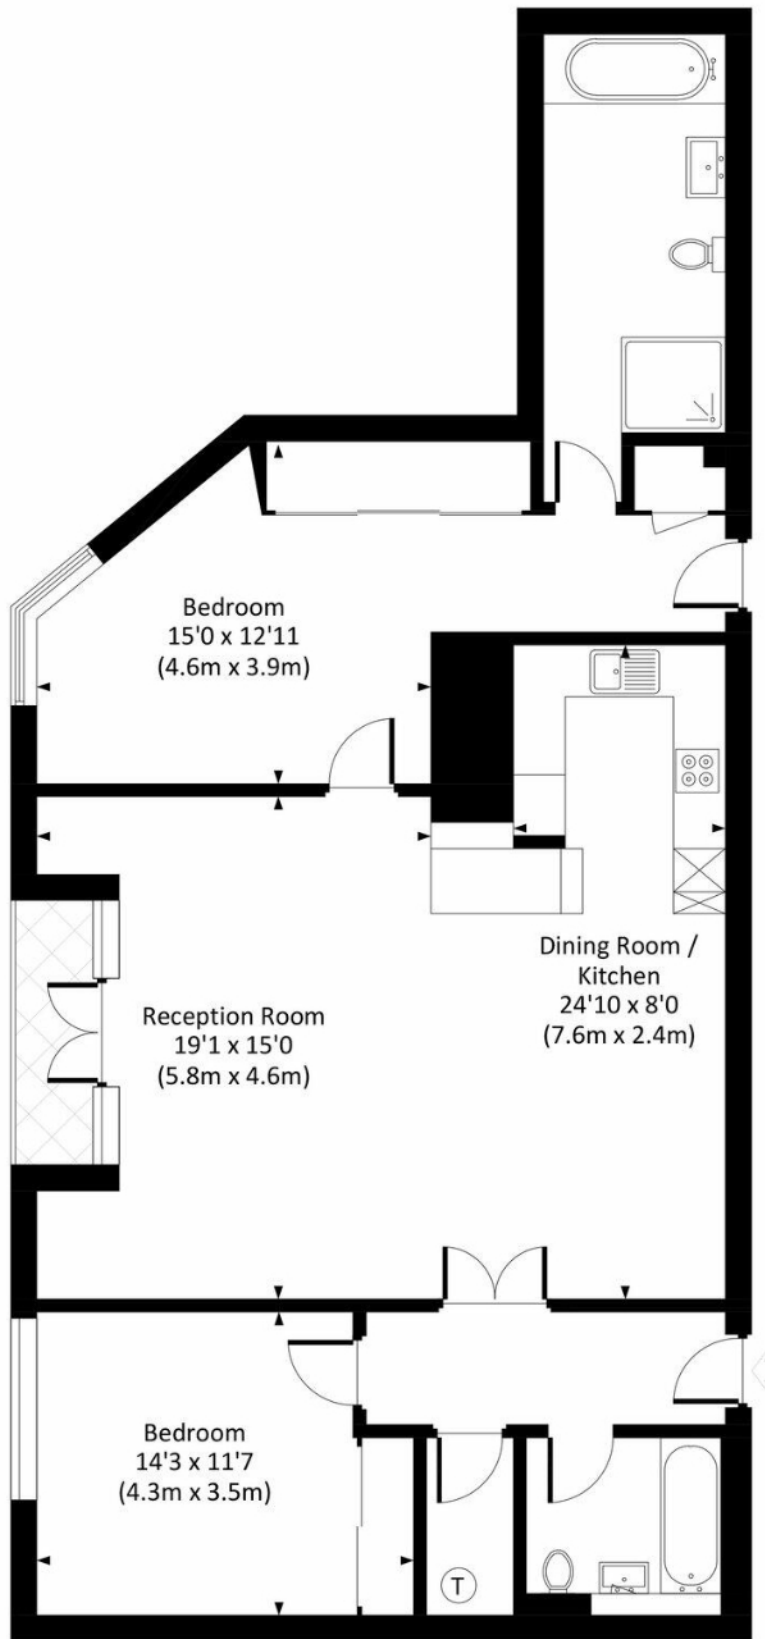 Bedroom
15'0 x 12'11
(4.6m x 3.9m)
Dining Room /
Kitchen
24'10 x 8'0
(7.6m x 2.4m)
Reception Room
19'1 x 15'0
(5.8m x 4.6m)
Bedroom
14'3 x 11'7
(4.3m x 3.5m)
T